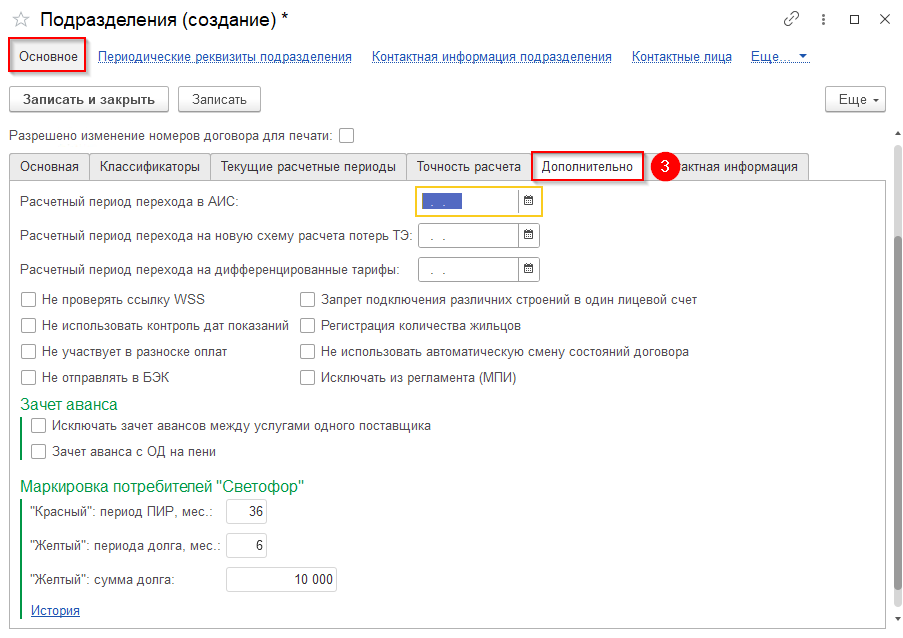 Подразделения (создание) *
Основное Периодические реквизиты подразделения Контактная информация подразделения Контактные лица Еще...
Записать и закрыть Записать Еще
Разрешено изменение номеров договора для печати:
Основная Классификаторы Текущие расчетные периоды Точность расчета Дополнительно 3 актная информация
Расчетный период перехода в АИС: . .
Расчетный период перехода на новую схему расчета потерь ТЭ: . .
Расчетный период перехода на дифференцированные тарифы: . .
Не проверять ссылку WSS Запрет подключения различних строений в один лицевой счет
Не использовать контроль дат показаний Регистрация количества жильцов
Не участвует в разноске оплат Не использовать автоматическую смену состояний договора
Не отправлять в БЭК Исключать из регламента (МПИ)
Зачет аванса
Исключать зачет авансов между услугами одного поставщика
Зачет аванса с ОД на пени
Маркировка потребителей "Светофор"
"Красный": период ПИР, мес.: 36
"Желтый": периода долга, мес.: 6
"Желтый": сумма долга: 10 000
История